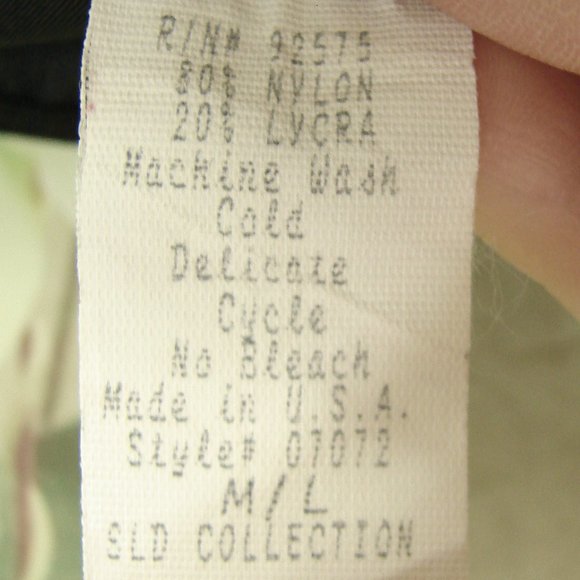 R/N# 92575
80% NYLON
20% LYCRA
Machine Wash
Cold
Delicate
Cycle
No Bleach
Made in U.S.A.
Style# 07072
M/L
SLD COLLECTION